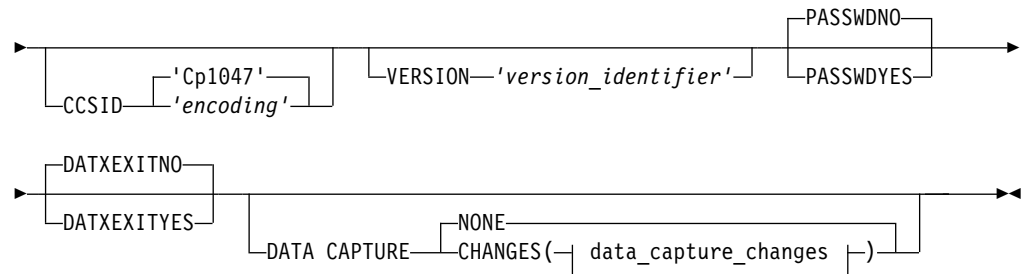 PASSWDNO
'Cp1047'
VERSION 'version_identifier' PASSWDYES
CCSID 'encoding'
DATXEXITNO
DATXEXITYES NONE
DATA CAPTURE CHANGES( data_capture_changes )